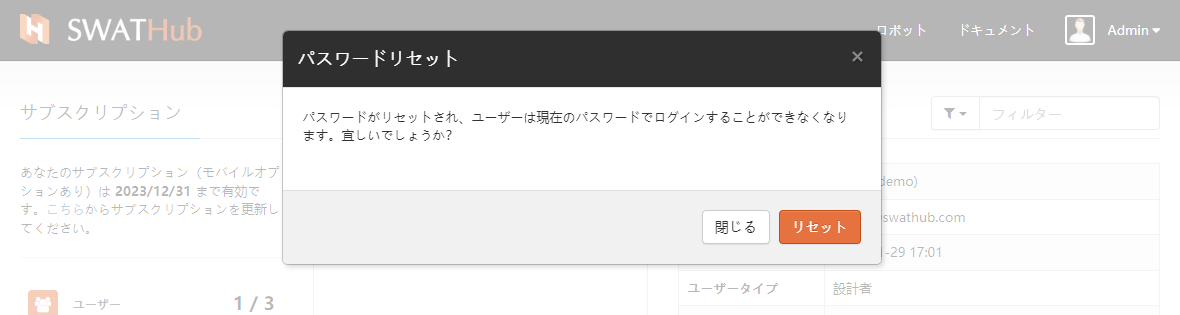 SWATHub
ロボット
ドキュメント
Admin
パスワードリセット
×
パスワードがリセットされ、ユーザーは現在のパスワードでログインすることができなくなり
ます。宜しいでしょうか?
閉じる
リセット
サブスクリプション
フィルター
あなたのサブスクリプション（モバイルオプ
ションあり）は 2023/12/31 まで有効で
す。こちらからサブスクリプションを更新し
てください。
ユーザー
1 / 3
demo)
swathub.com
-29 17:01
ユーザータイプ
設計者